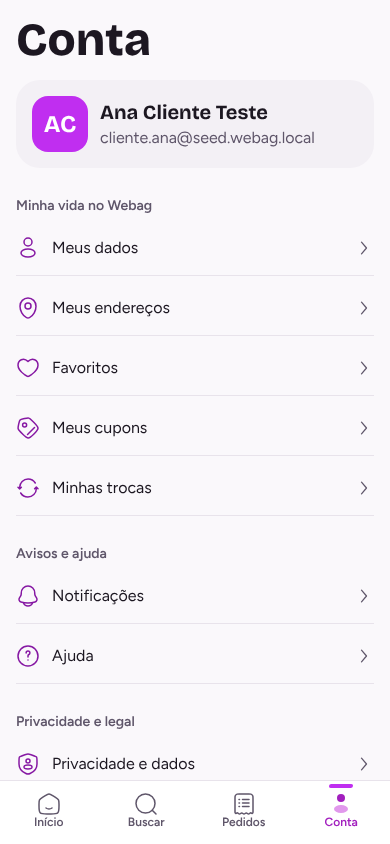 Conta
AC
Ana Cliente Teste
cliente.ana@seed.webag.local
Minha vida no Webag
Meus dados
Meus endereços
Favoritos
Meus cupons
Minhas trocas
Avisos e ajuda
Notificações
Ajuda
Privacidade e legal
Privacidade e dados
Início
Buscar
Pedidos
Conta